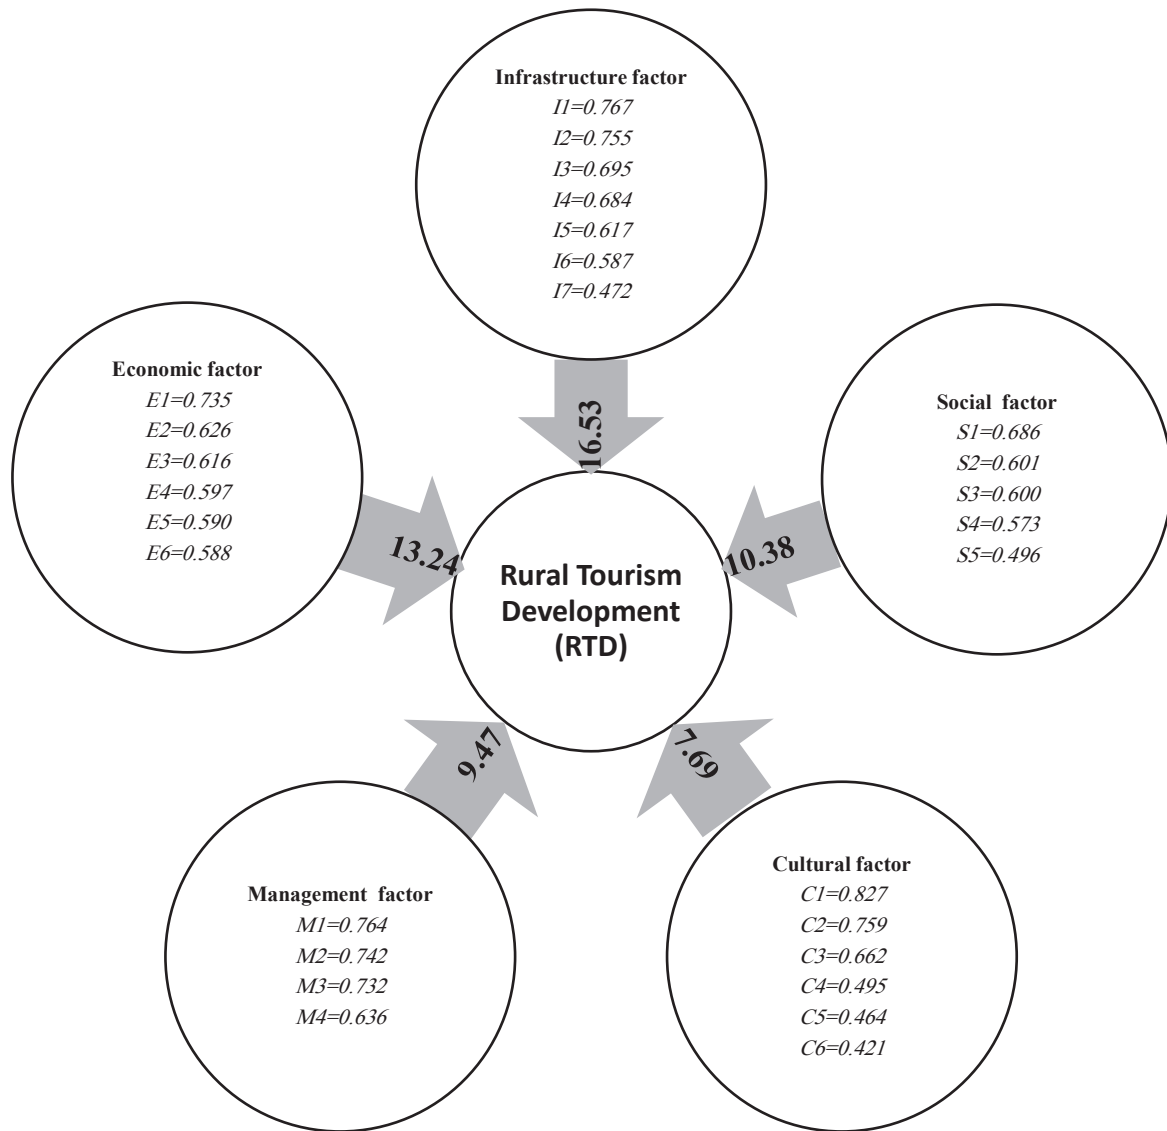 Infrastructure factor
I1=0.767
I2=0.755
I3=0.695
I4=0.684
I5=0.617
I6=0.587
I7=0.472
16.53
Economic factor
E1=0.735
E2=0.626
E3=0.616
E4=0.597
E5=0.590
E6=0.588
13.24
Social factor
S1=0.686
S2=0.601
S3=0.600
S4=0.573
S5=0.496
10.38
Rural Tourism
Development
(RTD)
9.47
7.69
Management factor
M1=0.764
M2=0.742
M3=0.732
M4=0.636
Cultural factor
C1=0.827
C2=0.759
C3=0.662
C4=0.495
C5=0.464
C6=0.421